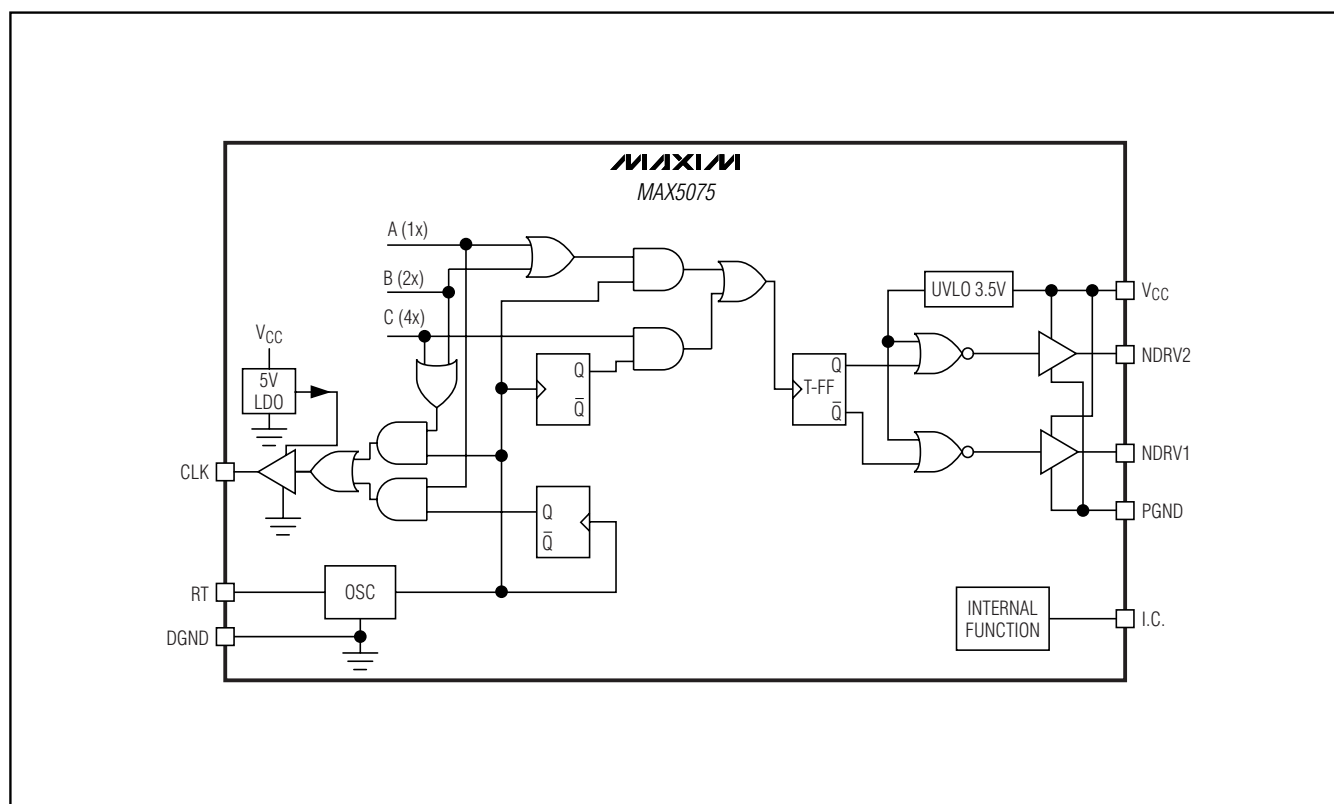 MAXIM
MAX5075
A (1x)
B (2x)
C (4x)
VCC
5V
LDO
CLK
RT
DGND
OSC
Q
Q̅
Q
Q̅
T-FF
Q
Q̅
UVLO 3.5V
VCC
NDRV2
NDRV1
PGND
INTERNAL
FUNCTION
I.C.